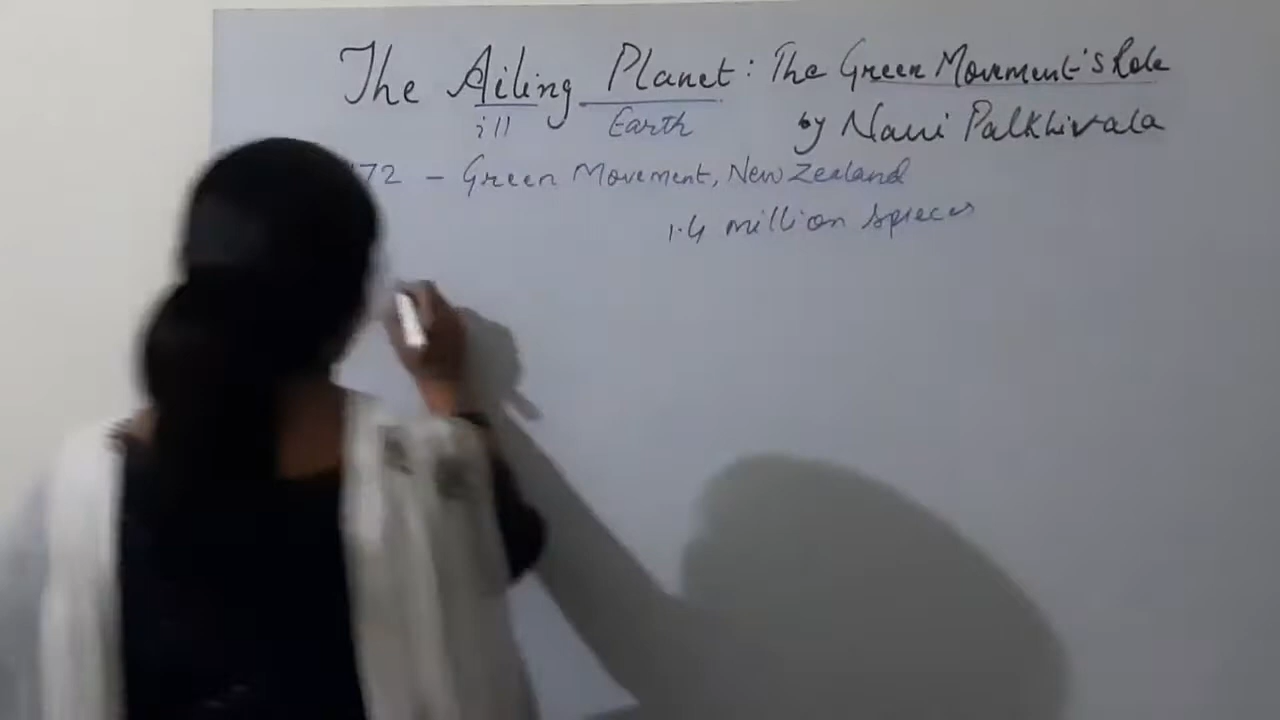 The Ailing Planet: The Green Movement's Role
ill Earth by Nani Palkhivala
'72 - Green Movement, New Zealand
1.4 million species